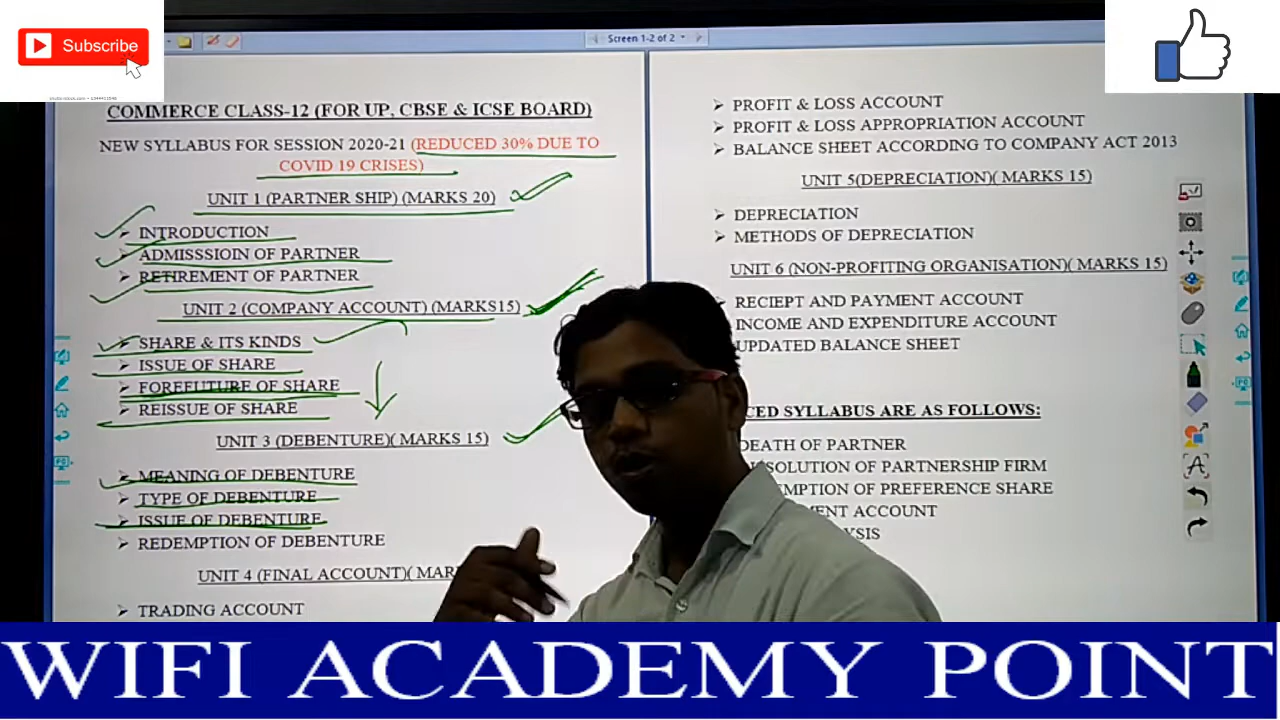 Subscribe
Screen 1-2 of 2
COMMERCE CLASS-12 (FOR UP, CBSE & ICSE BOARD)
NEW SYLLABUS FOR SESSION 2020-21 (REDUCED 30% DUE TO
COVID 19 CRISES)
UNIT 1 (PARTNER SHIP) (MARKS 20)
INTRODUCTION
ADMISSSIOIN OF PARTNER
RETIREMENT OF PARTNER
UNIT 2 (COMPANY ACCOUNT) (MARKS15)
SHARE & ITS KINDS
ISSUE OF SHARE
FOREFUTURE OF SHARE
REISSUE OF SHARE
UNIT 3 (DEBENTURE)( MARKS 15)
MEANING OF DEBENTURE
TYPE OF DEBENTURE
ISSUE OF DEBENTURE
REDEMPTION OF DEBENTURE
UNIT 4 (FINAL ACCOUNT)(
TRADING ACCOUNT
PROFIT & LOSS ACCOUNT
PROFIT & LOSS APPROPRIATION ACCOUNT
BALANCE SHEET ACCORDING TO COMPANY ACT 2013
UNIT 5(DEPRECIATION)( MARKS 15)
DEPRECIATION
METHODS OF DEPRECIATION
UNIT 6 (NON-PROFITING ORGANISATION)( MARKS 15)
RECIEPT AND PAYMENT ACCOUNT
INCOME AND EXPENDITURE ACCOUNT
UPDATED BALANCE SHEET
SYLLABUS ARE AS FOLLOWS:
DEATH OF PARTNER
OF PARTNERSHIP FIRM
OF PREFERENCE SHARE
ACCOUNT
WIFI ACADEMY POINT